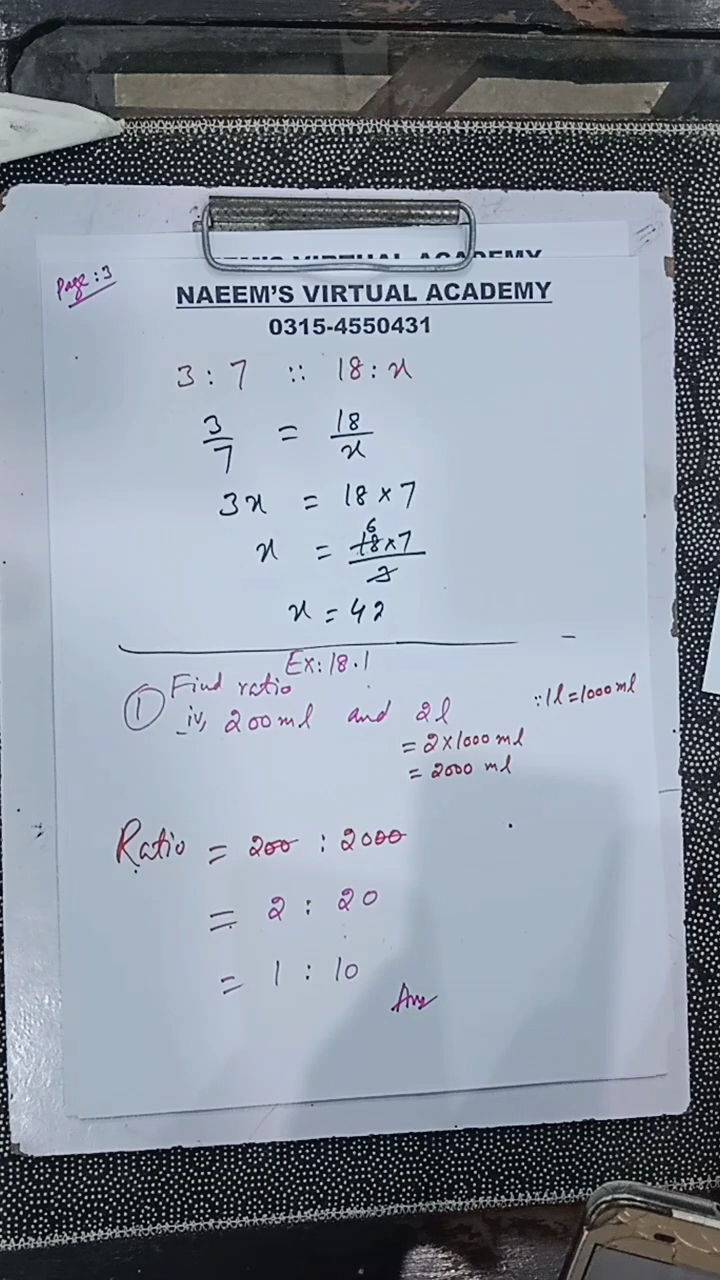 Page: 3
NAEEM'S VIRTUAL ACADEMY
0315-4550431
3 : 7 :: 18 : x
3/7 = 18/x
3x = 18 × 7
6
x = 18×7/3
x = 42
Ex: 18.1
① Find ratio
iv, 200ml and 2l ∵ 1l = 1000ml
= 2×1000 ml
= 2000 ml
Ratio = 200 : 2000
= 2 : 20
= 1 : 10
Ans